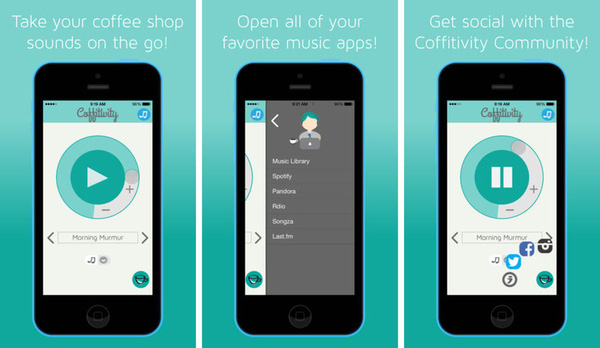 Take your coffee shop
sounds on the go!
9:19 AM
Coffitivity
+
−
Morning Murmur
Open all of your
favorite music apps!
9:21 AM
Music Library
Spotify
Pandora
Rdio
Songza
Last.fm
Get social with the
Coffitivity Community!
9:19 AM
90%
Coffitivity
+
−
Morning Murmur